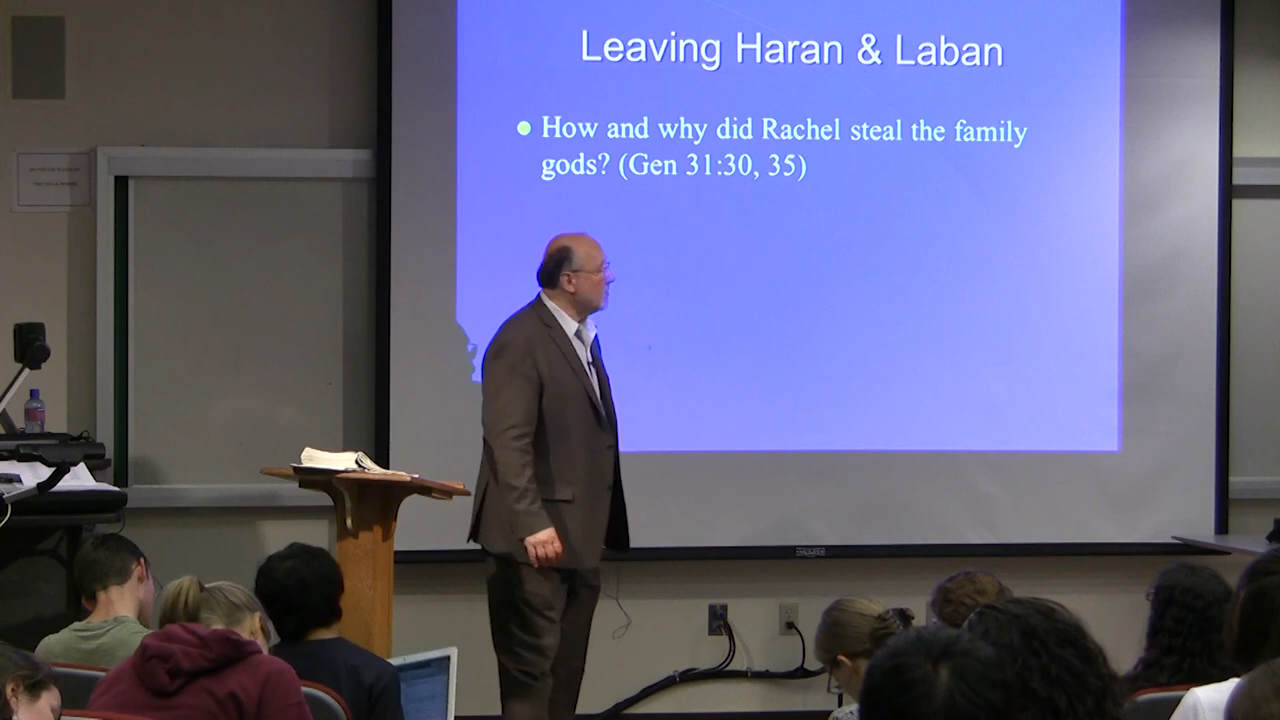 Leaving Haran & Laban
How and why did Rachel steal the family
gods? (Gen 31:30, 35)